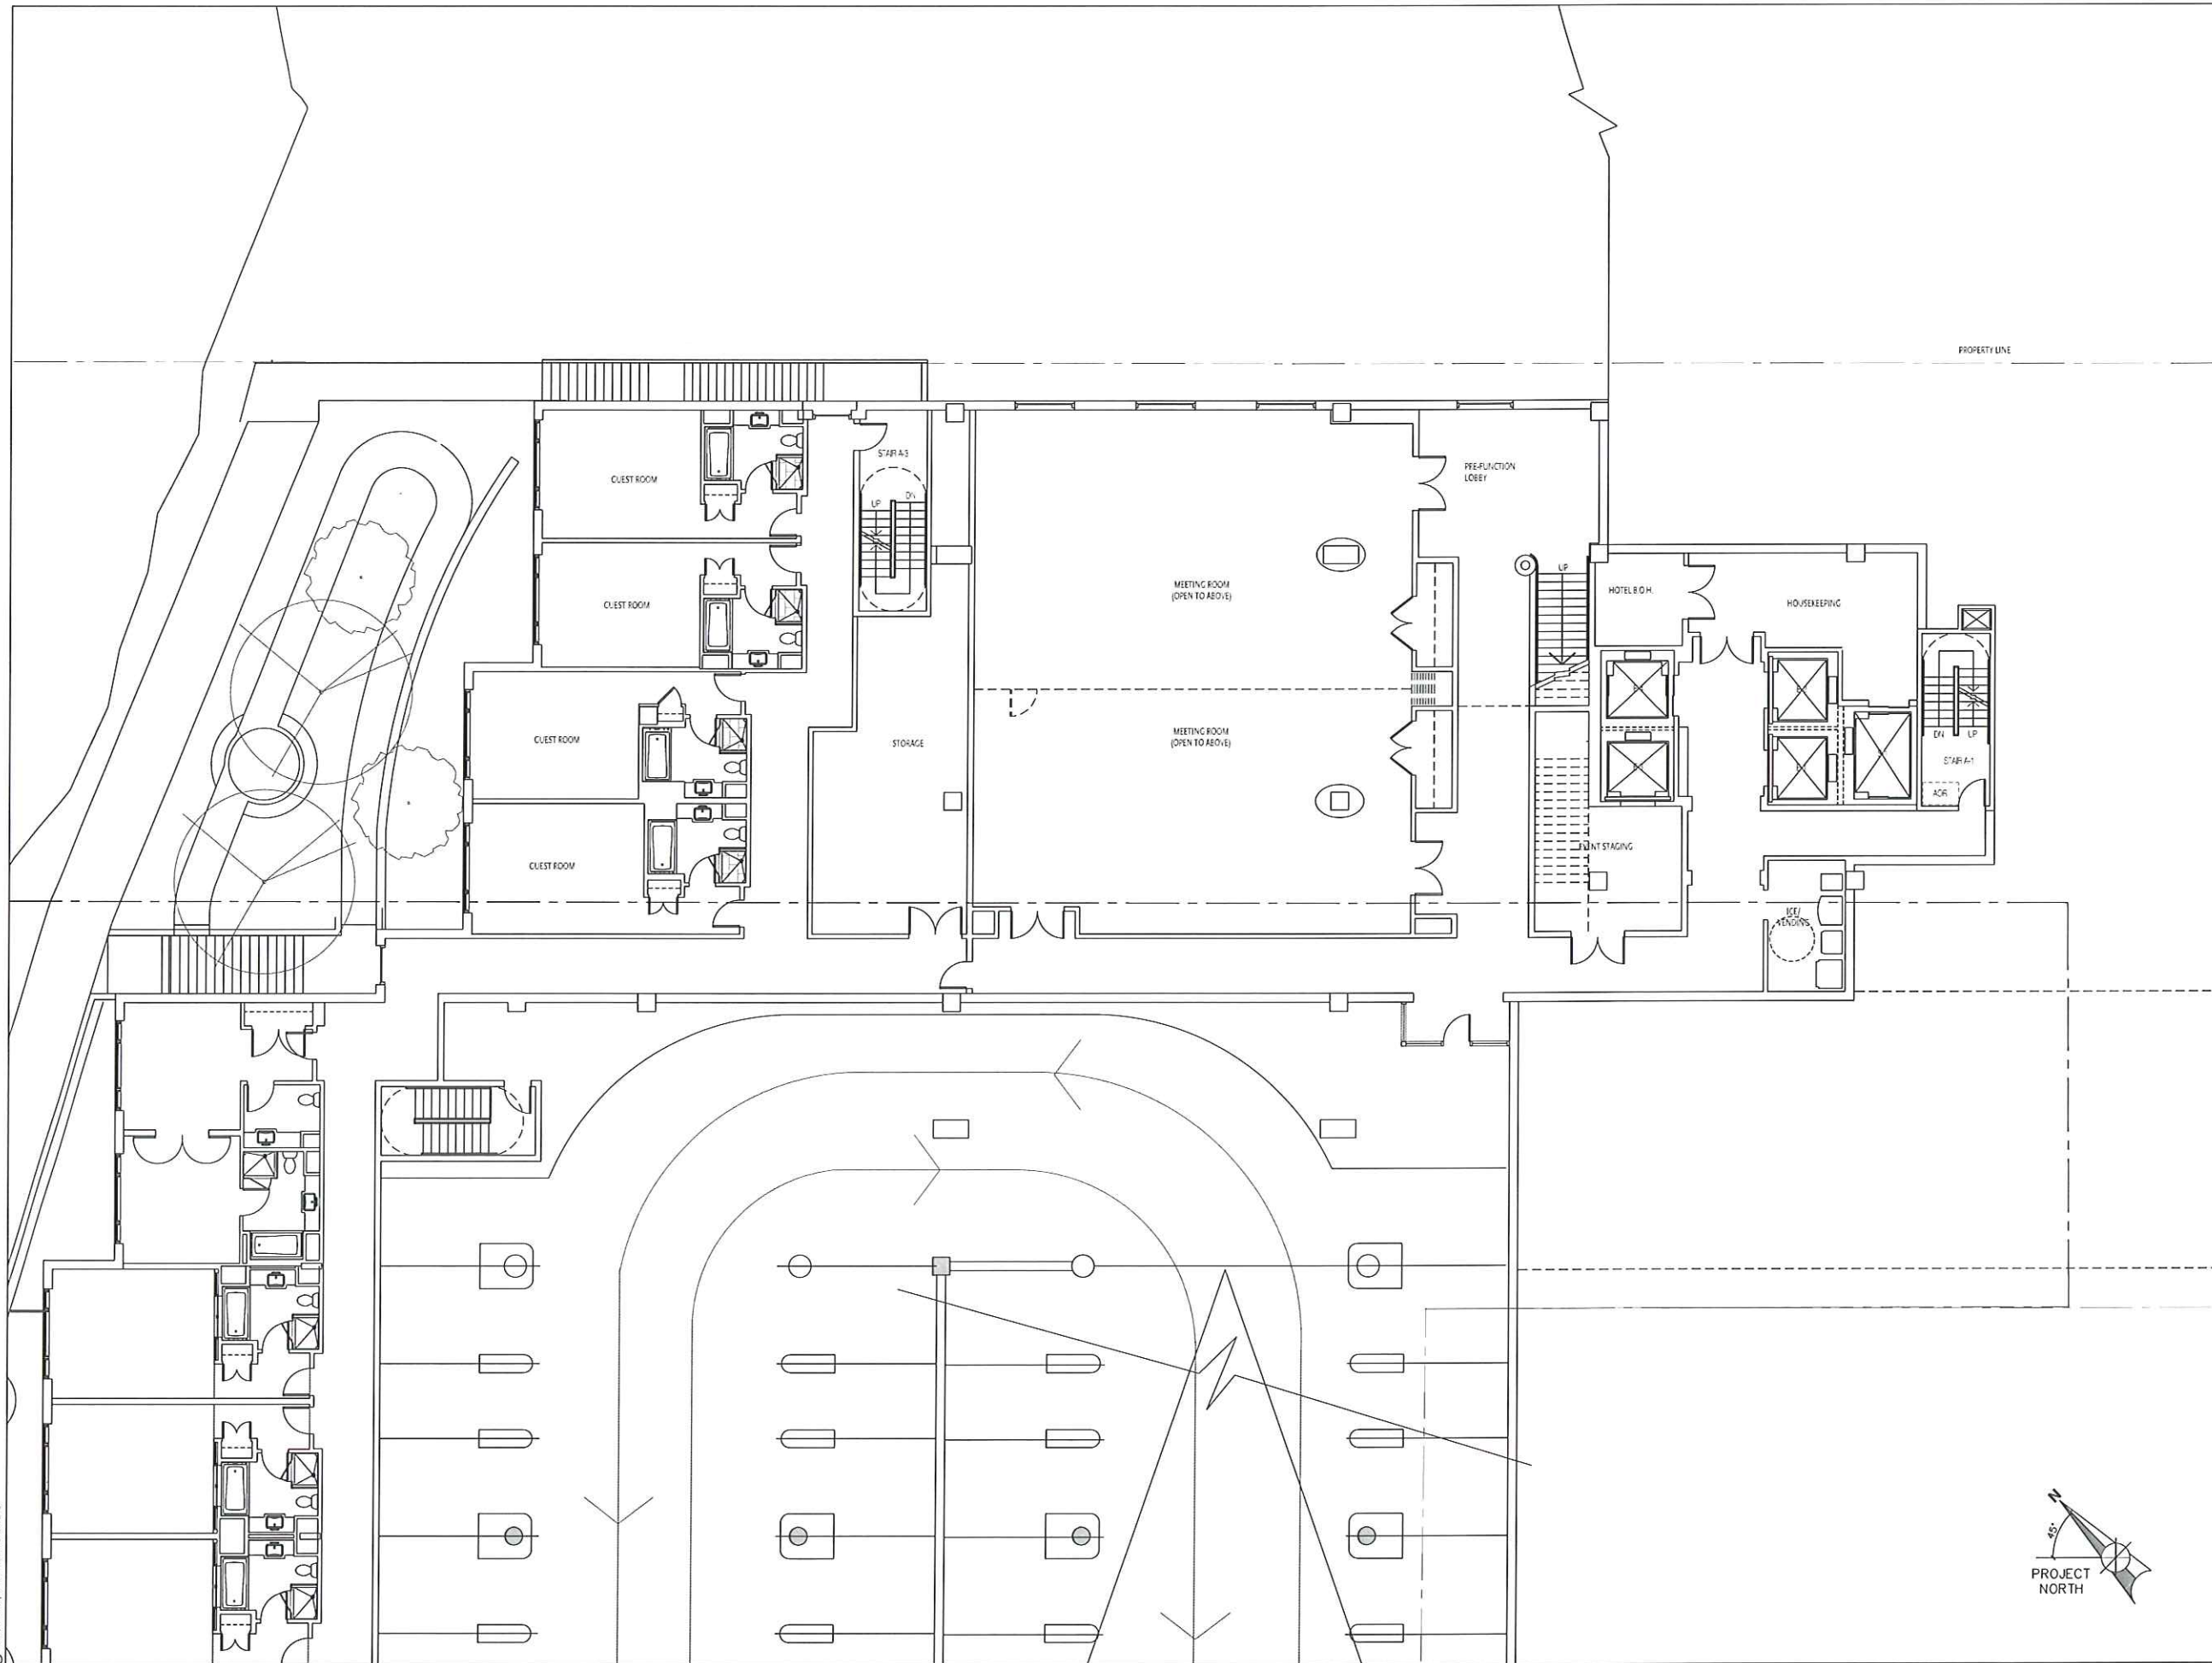 PROPERTY LINE
STAIR A-3
UP
DN
GUEST ROOM
PRE-FUNCTION
LOBBY
GUEST ROOM
MEETING ROOM
(OPEN TO ABOVE)
UP
HOTEL B.O.H.
HOUSEKEEPING
GUEST ROOM
STORAGE
MEETING ROOM
(OPEN TO ABOVE)
DN
UP
STAIR A-1
AOR
GUEST ROOM
EVENT STAGING
ICE/
VENDING
N
45°
PROJECT
NORTH